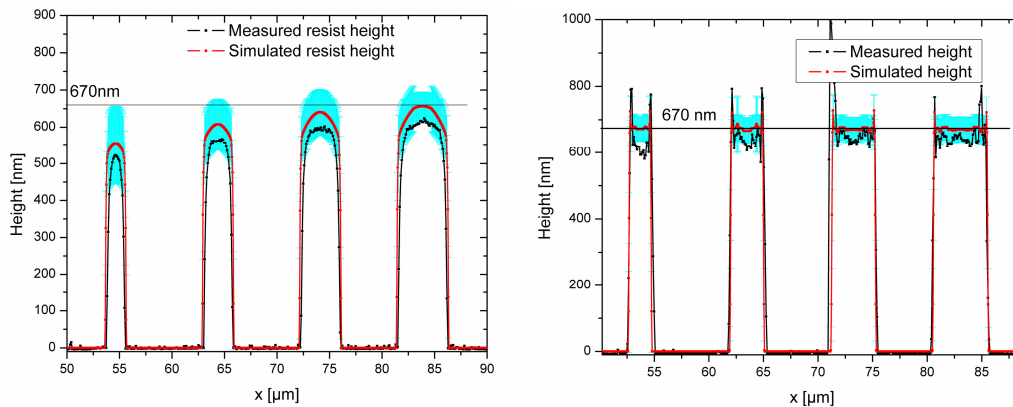 Measured resist height
Simulated resist height
670nm
Height [nm]
900
800
700
600
500
400
300
200
100
0
50 55 60 65 70 75 80 85 90
x [µm]
Measured height
Simulated height
670 nm
Height [nm]
1000
800
600
400
200
0
55 60 65 70 75 80 85
x [µm]